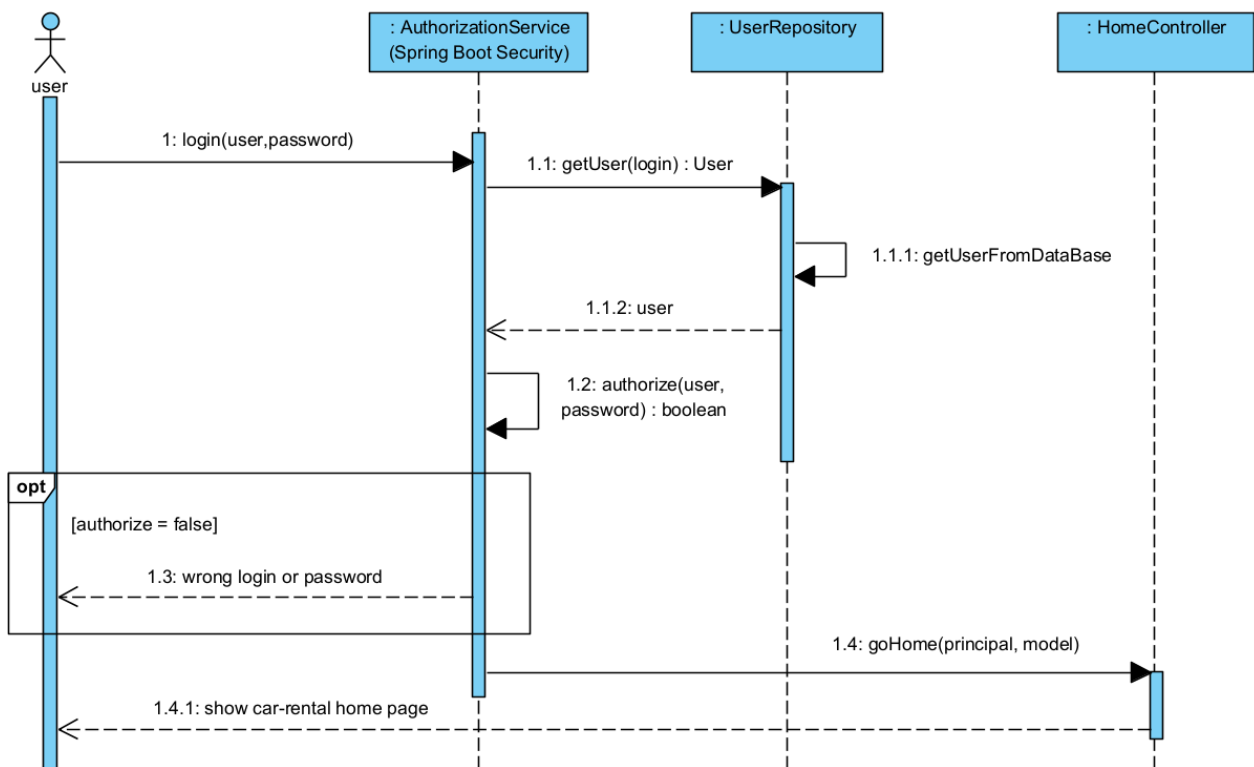 : AuthorizationService
(Spring Boot Security)
: UserRepository
: HomeController
user
1: login(user,password)
1.1: getUser(login) : User
1.1.1: getUserFromDataBase
1.1.2: user
1.2: authorize(user,
password) : boolean
opt
[authorize = false]
1.3: wrong login or password
1.4: goHome(principal, model)
1.4.1: show car-rental home page